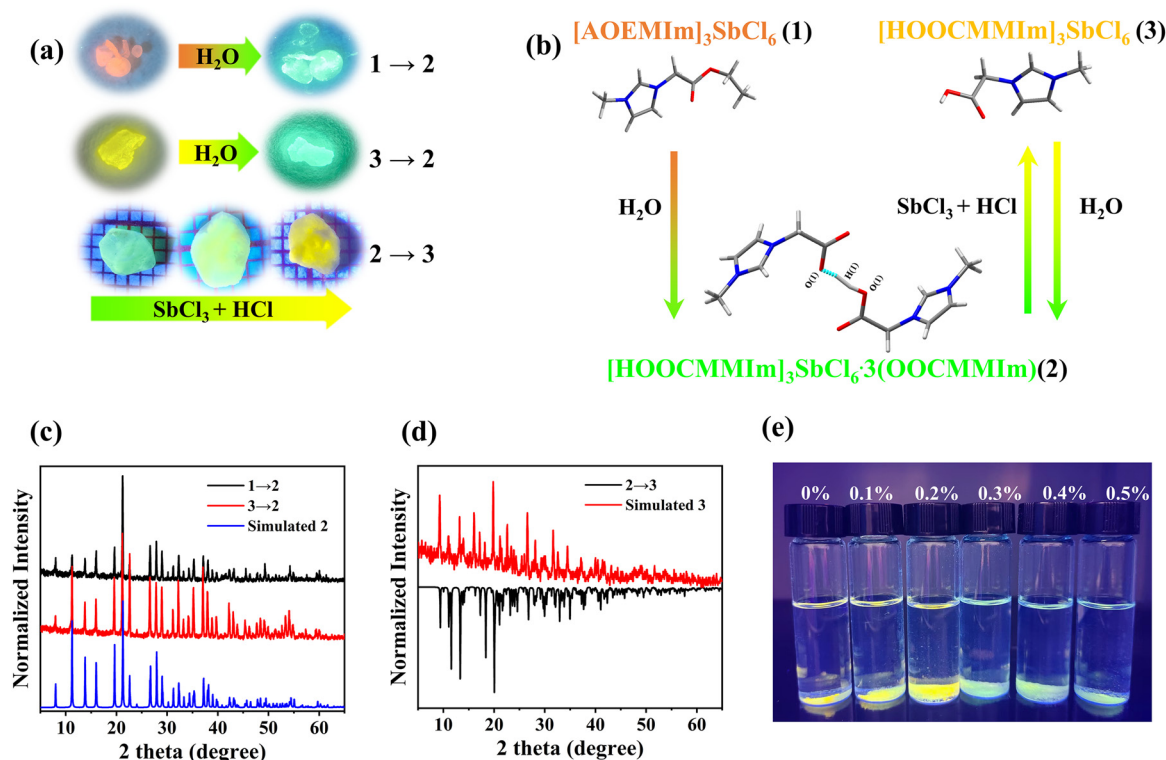 (a)
H₂O
1 → 2
H₂O
3 → 2
2 → 3
SbCl₃ + HCl
(b)
[AOEMIm]₃SbCl₆ (1)
[HOOCMMIm]₃SbCl₆ (3)
H₂O
SbCl₃ + HCl
H₂O
O(1)
H(1)
O(1)
[HOOCMMIm]₃SbCl₆·3(OOCMMIm)(2)
(c)
Normalized Intensity
1→2
3→2
Simulated 2
10 20 30 40 50 60
2 theta (degree)
(d)
Normalized Intensity
2→3
Simulated 3
10 20 30 40 50 60
2 theta (degree)
(e)
0% 0.1% 0.2% 0.3% 0.4% 0.5%